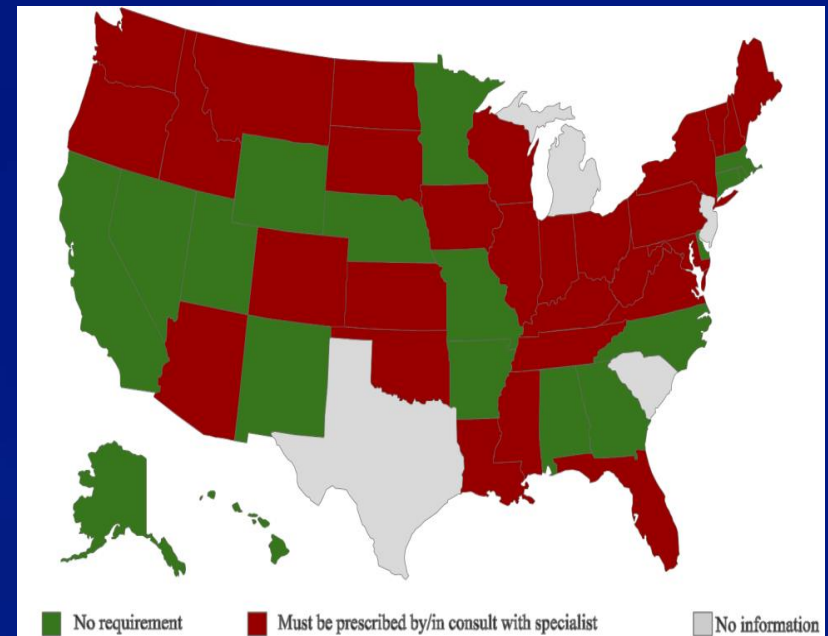 No requirement
Must be prescribed by/in consult with specialist
No information